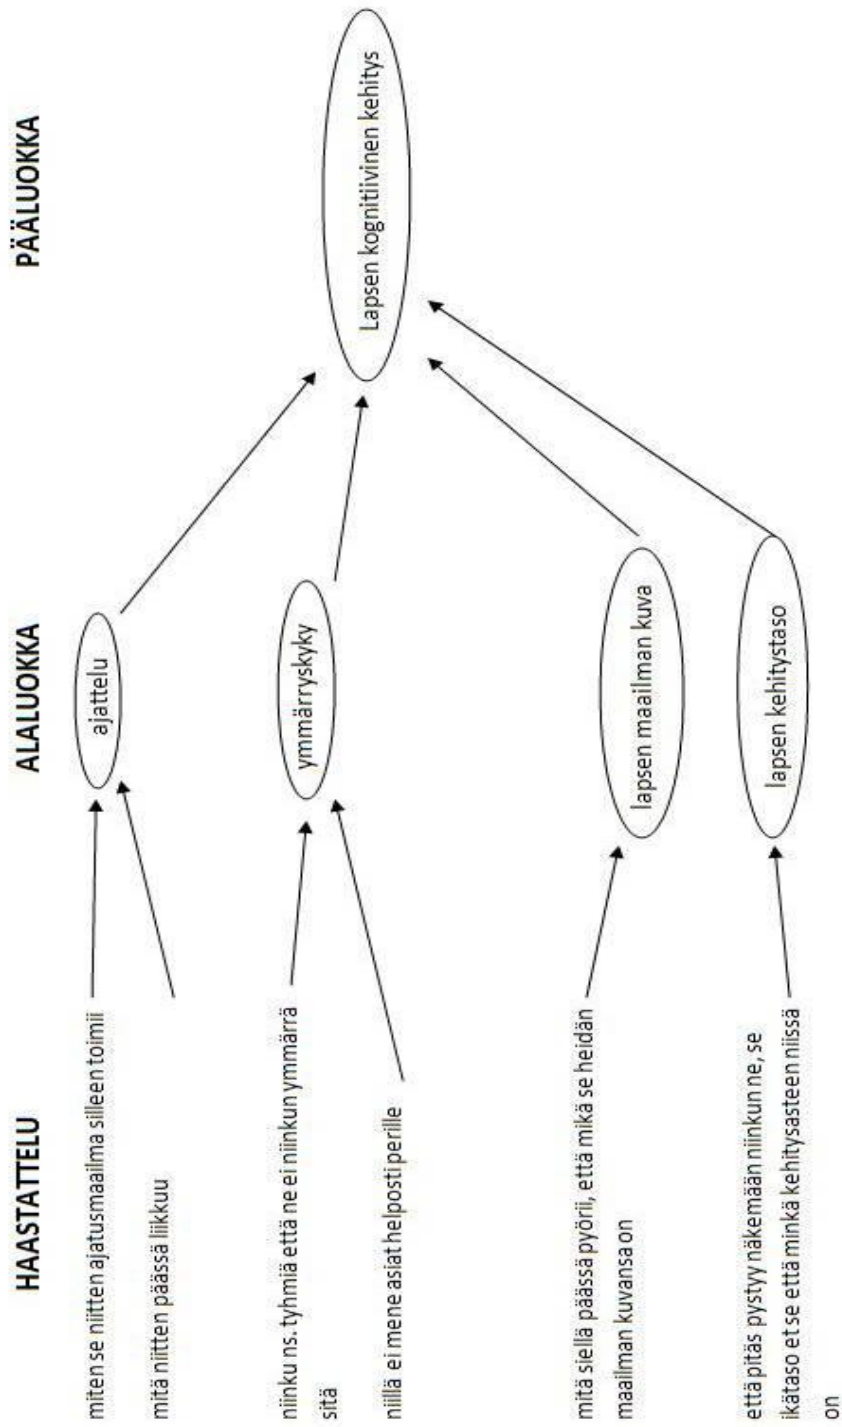 HAASTATTELU
ALALUOKKA
PÄÄLUOKKA
miten se niitten ajatusmaailma silleen toimii
mitä niitten päässä liikkuu
ajattelu
niinku ns. tyhmiä että ne ei niinkun ymmärrä
sitä
niillä ei mene asiat helposti perille
ymmärryskyky
Lapsen kognitiivinen kehitys
mitä siellä päässä pyörii, että mikä se heidän
maailman kuvansa on
lapsen maailman kuva
että pitäs pystyy näkemään niinkun ne, se
ikätaso et se että minkä kehitysasteen niissä
on
lapsen kehitystaso